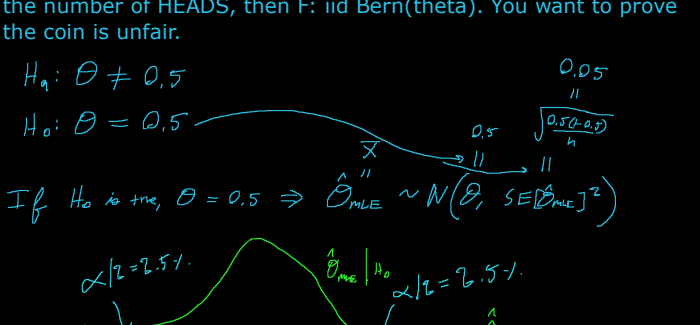 the number of HEADS, then F: iid Bern(theta). You want to prove
the coin is unfair.
Hₐ: θ ≠ 0.5
0.05
=
H₀: θ = 0.5
0.5
√(0.5(1-0.5)/n)
X̄
=
=
=
If H₀ is true, θ = 0.5 ⇒ θ̂MLE ~ N(θ, SE[θ̂MLE]²)
α/2 = 2.5%
θ̂MLE | H₀
α/2 = 2.5%